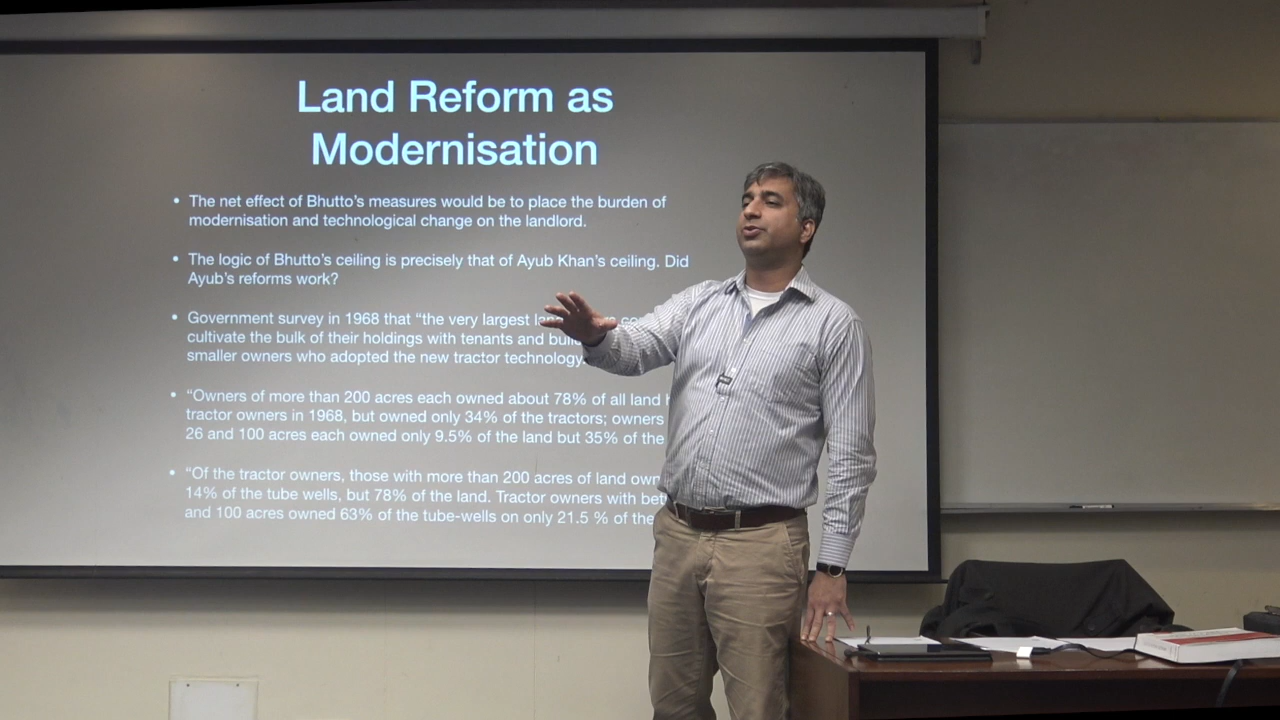 Land Reform as
Modernisation
• The net effect of Bhutto's measures would be to place the burden of
modernisation and technological change on the landlord.
• The logic of Bhutto's ceiling is precisely that of Ayub Khan's ceiling. Did
Ayub's reforms work?
• Government survey in 1968 that “the very largest
cultivate the bulk of their holdings with tenants and
smaller owners who adopted the new tractor technology.
• “Owners of more than 200 acres each owned about 78% of all land
tractor owners in 1968, but owned only 34% of the tractors; owners
26 and 100 acres each owned only 9.5% of the land but 35% of the
• “Of the tractor owners, those with more than 200 acres of land
14% of the tube wells, but 78% of the land. Tractor owners with
and 100 acres owned 63% of the tube-wells on only 21.5 % of the